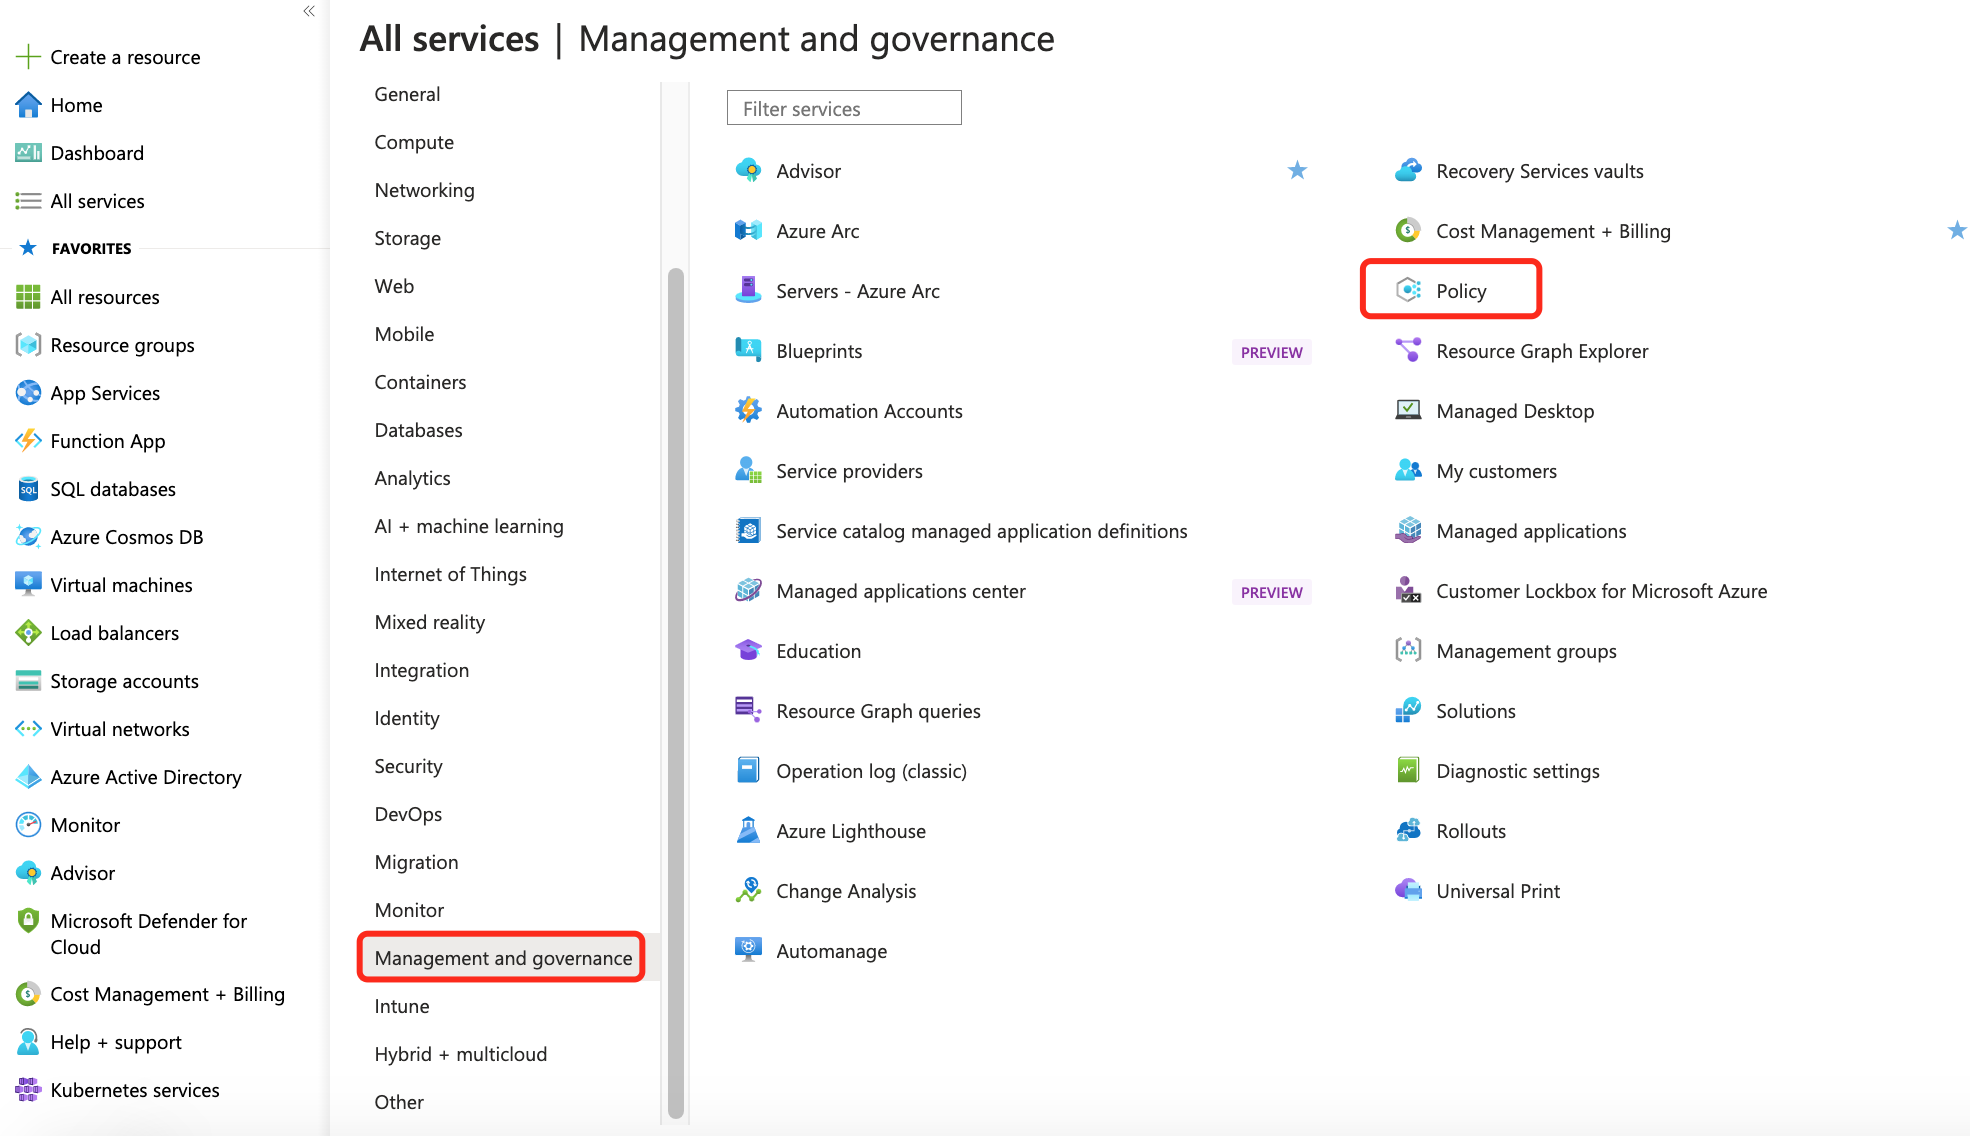 «
Create a resource
Home
Dashboard
All services
FAVORITES
All resources
Resource groups
App Services
Function App
SQL databases
Azure Cosmos DB
Virtual machines
Load balancers
Storage accounts
Virtual networks
Azure Active Directory
Monitor
Advisor
Microsoft Defender for
Cloud
Cost Management + Billing
Help + support
Kubernetes services
All services | Management and governance
General
Compute
Networking
Storage
Web
Mobile
Containers
Databases
Analytics
AI + machine learning
Internet of Things
Mixed reality
Integration
Identity
Security
DevOps
Migration
Monitor
Management and governance
Intune
Hybrid + multicloud
Other
Filter services
Advisor
Azure Arc
Servers - Azure Arc
Blueprints PREVIEW
Automation Accounts
Service providers
Service catalog managed application definitions
Managed applications center PREVIEW
Education
Resource Graph queries
Operation log (classic)
Azure Lighthouse
Change Analysis
Automanage
Recovery Services vaults
Cost Management + Billing
Policy
Resource Graph Explorer
Managed Desktop
My customers
Managed applications
Customer Lockbox for Microsoft Azure
Management groups
Solutions
Diagnostic settings
Rollouts
Universal Print